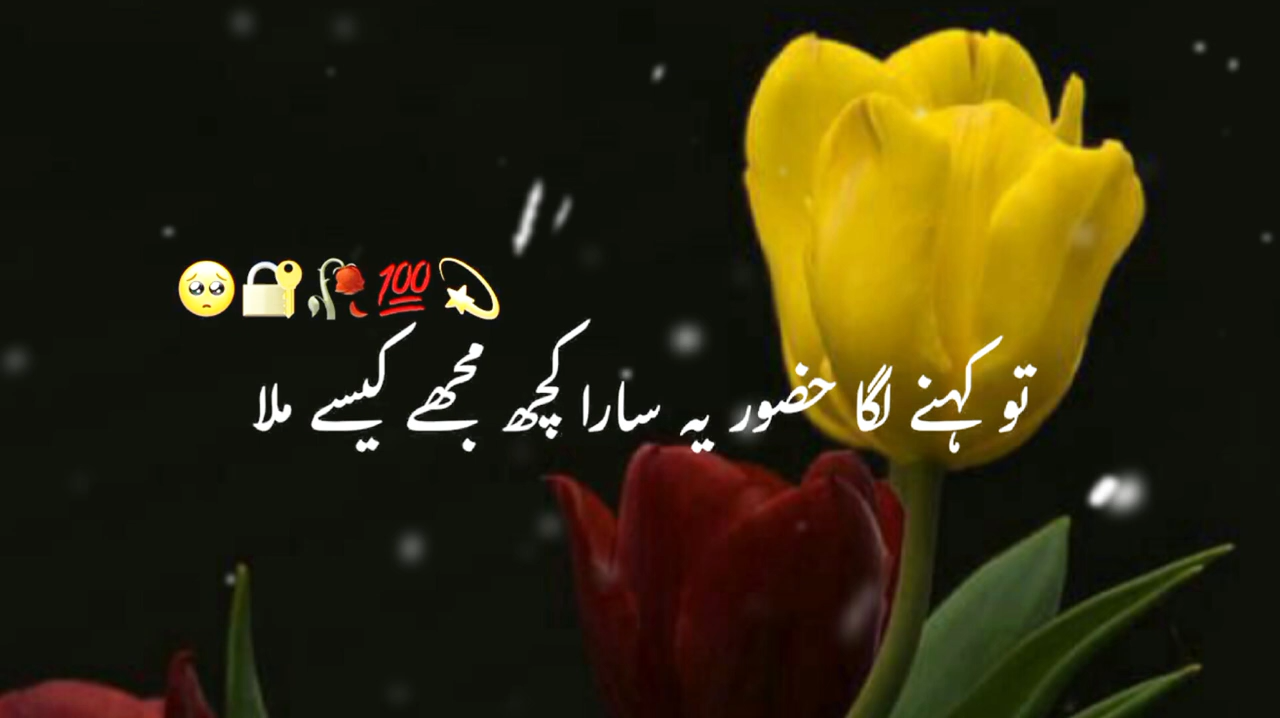 🥺🔐🥀💯💫
تو کہنے لگا حضور یہ سارا کچھ مجھے کیسے ملا